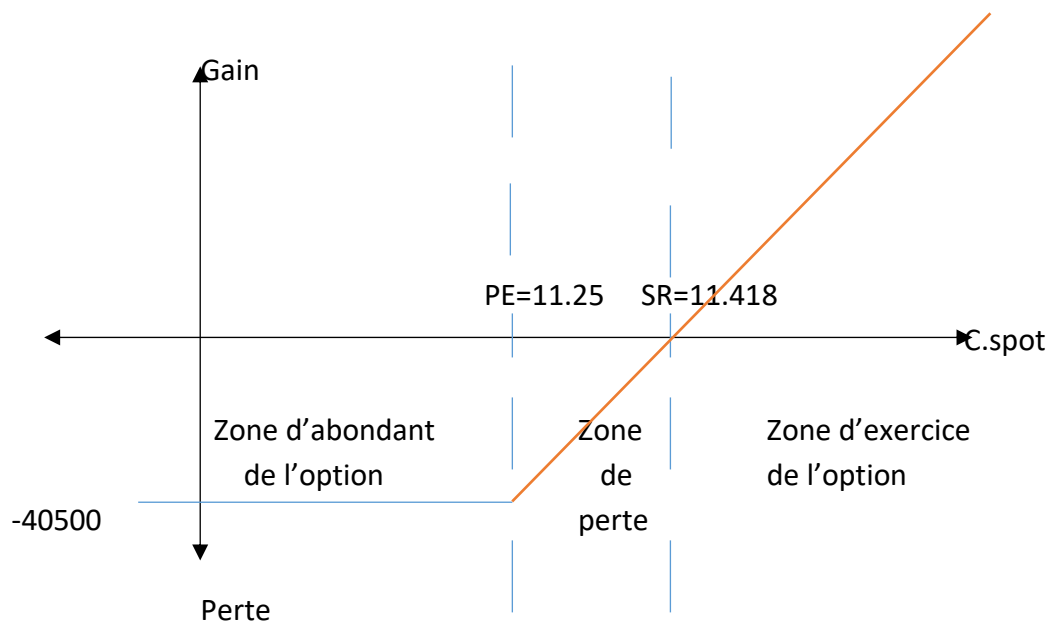 Gain
PE=11.25 SR=11.418
C.spot
Zone d’abondant
de l’option
Zone
de
perte
Zone d’exercice
de l’option
-40500
Perte